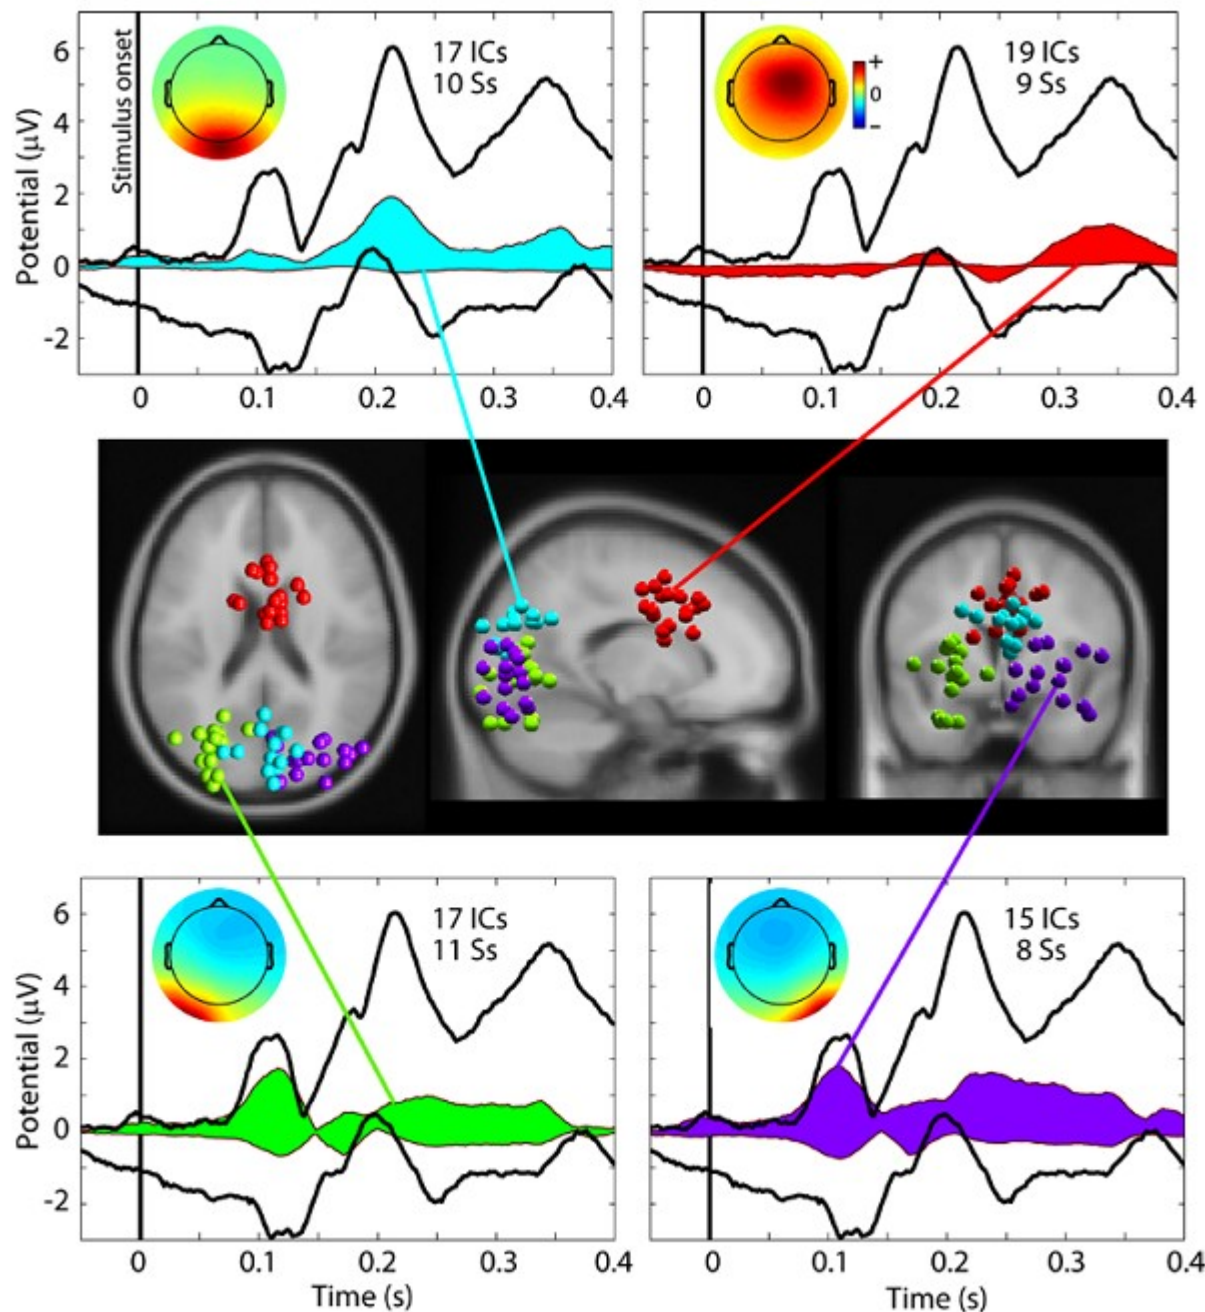 Stimulus onset
17 ICs
10 Ss
19 ICs
9 Ss
+
0
−
Potential (μV)
6
4
2
0
-2
0 0.1 0.2 0.3 0.4
0 0.1 0.2 0.3 0.4
17 ICs
11 Ss
15 ICs
8 Ss
Potential (μV)
6
4
2
0
-2
0 0.1 0.2 0.3 0.4
0 0.1 0.2 0.3 0.4
Time (s)
Time (s)